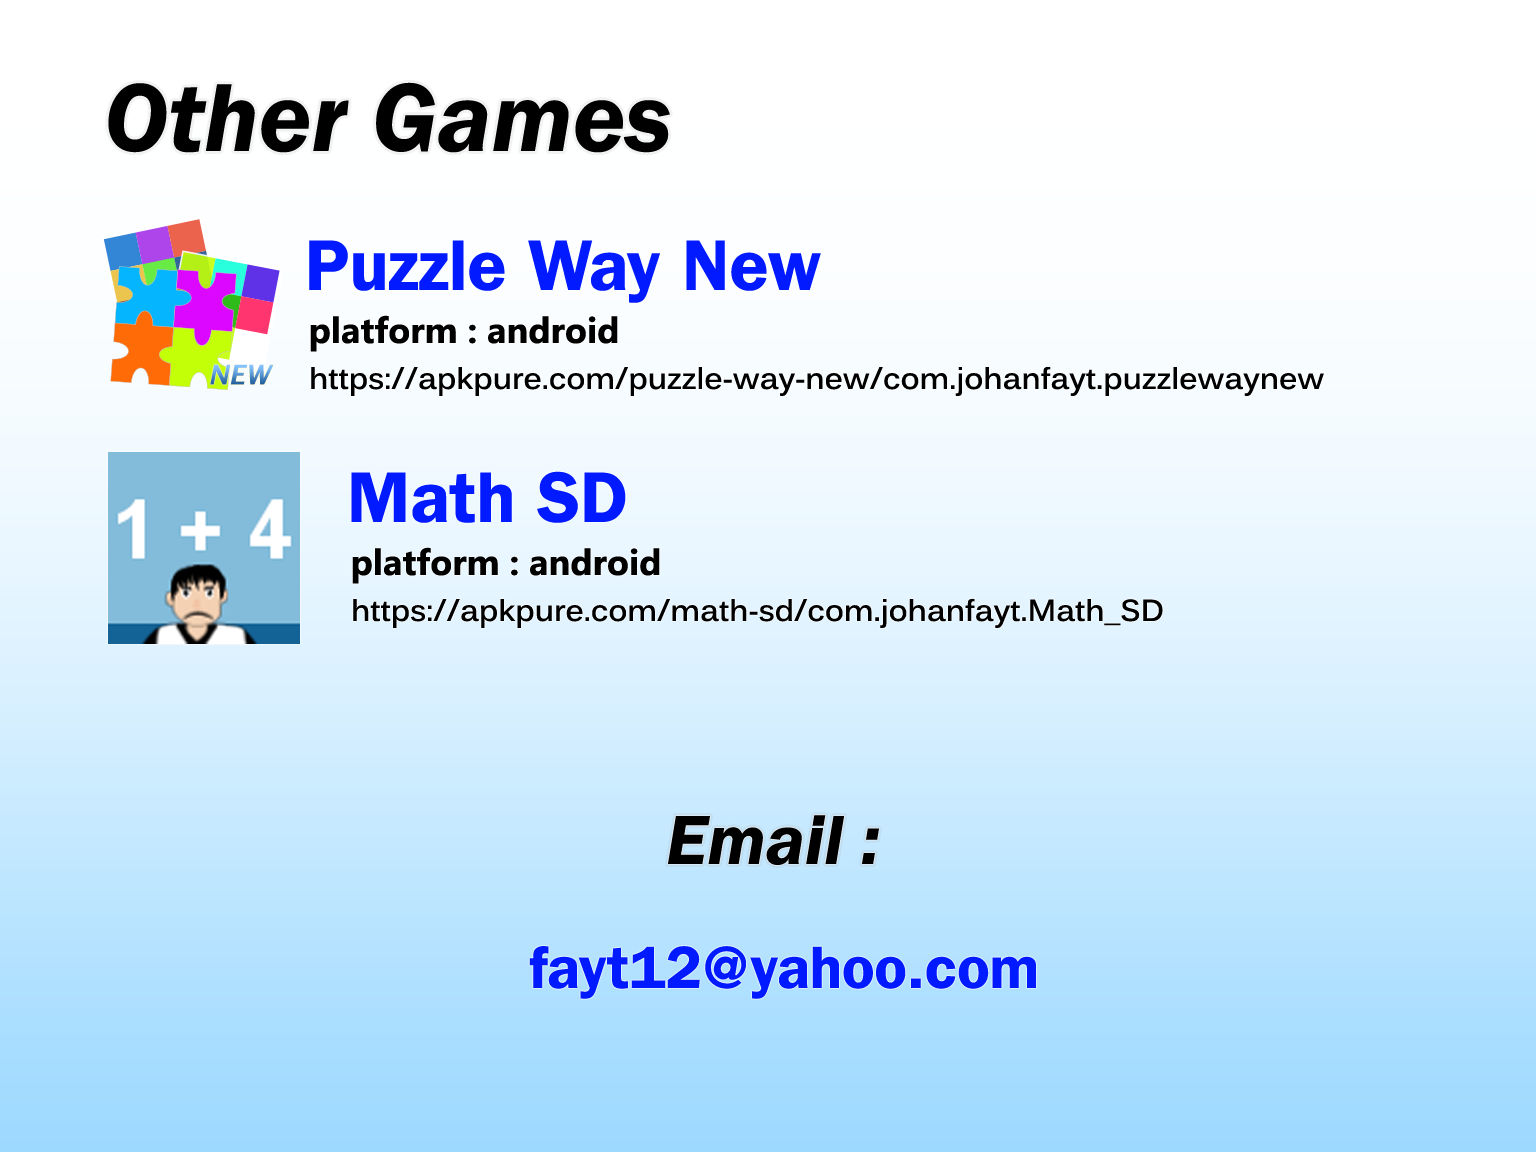 Other Games
Puzzle Way New
platform : android
https://apkpure.com/puzzle-way-new/com.johanfayt.puzzlewaynew
NEW
Math SD
platform : android
https://apkpure.com/math-sd/com.johanfayt.Math_SD
1 + 4
Email :
fayt12@yahoo.com